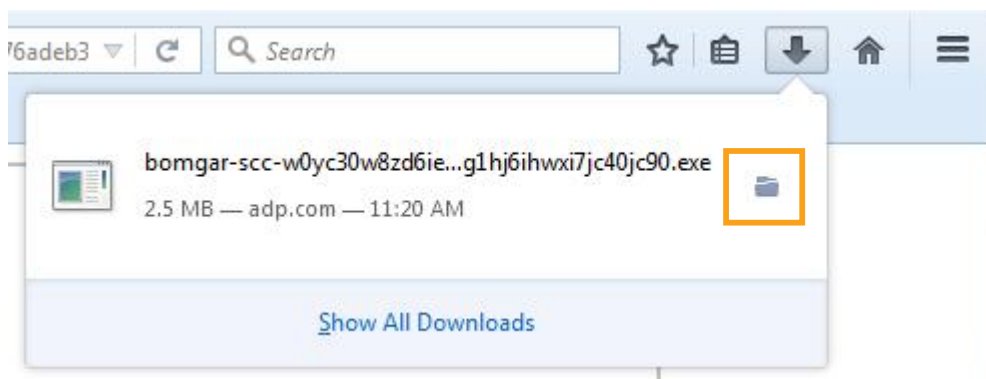 76adeb3 Search
bomgar-scc-w0yc30w8zd6ie...g1hj6ihwxi7jc40jc90.exe
2.5 MB — adp.com — 11:20 AM
Show All Downloads